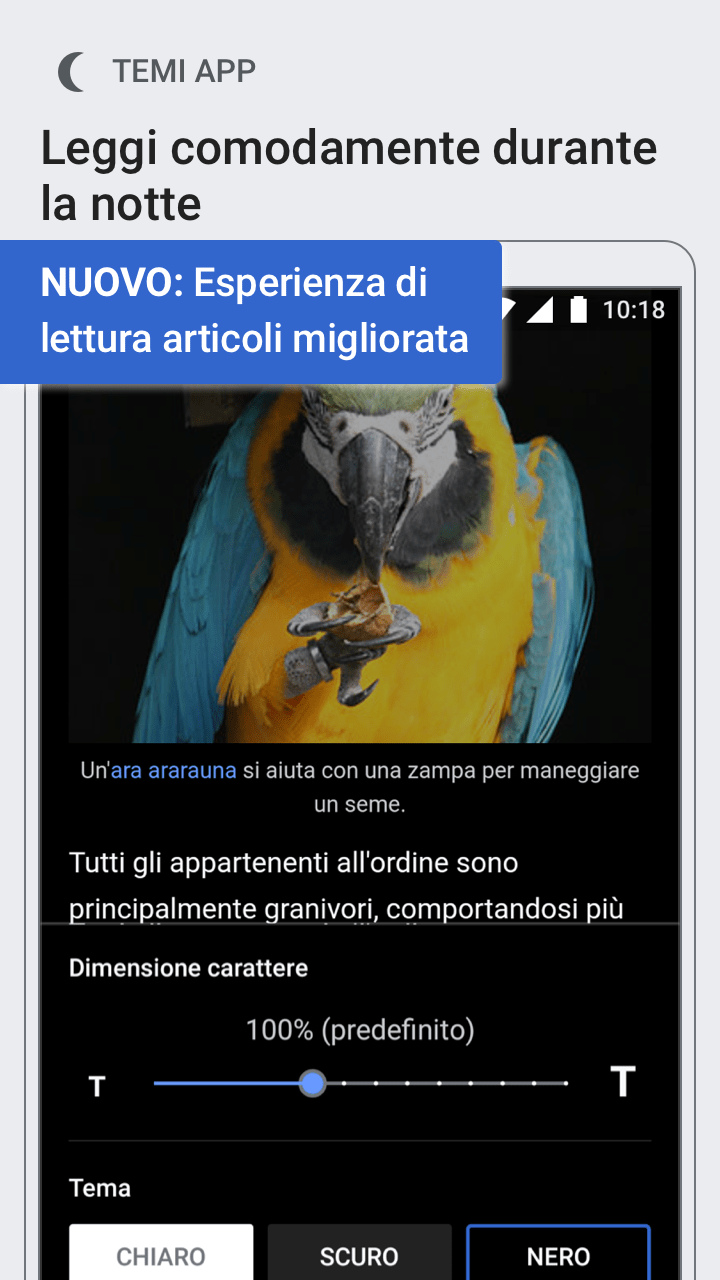 TEMI APP
Leggi comodamente durante
la notte
NUOVO: Esperienza di
lettura articoli migliorata
10:18
Un'ara ararauna si aiuta con una zampa per maneggiare
un seme.
Tutti gli appartenenti all'ordine sono
principalmente granivori, comportandosi più
Dimensione carattere
100% (predefinito)
T T
Tema
CHIARO SCURO NERO